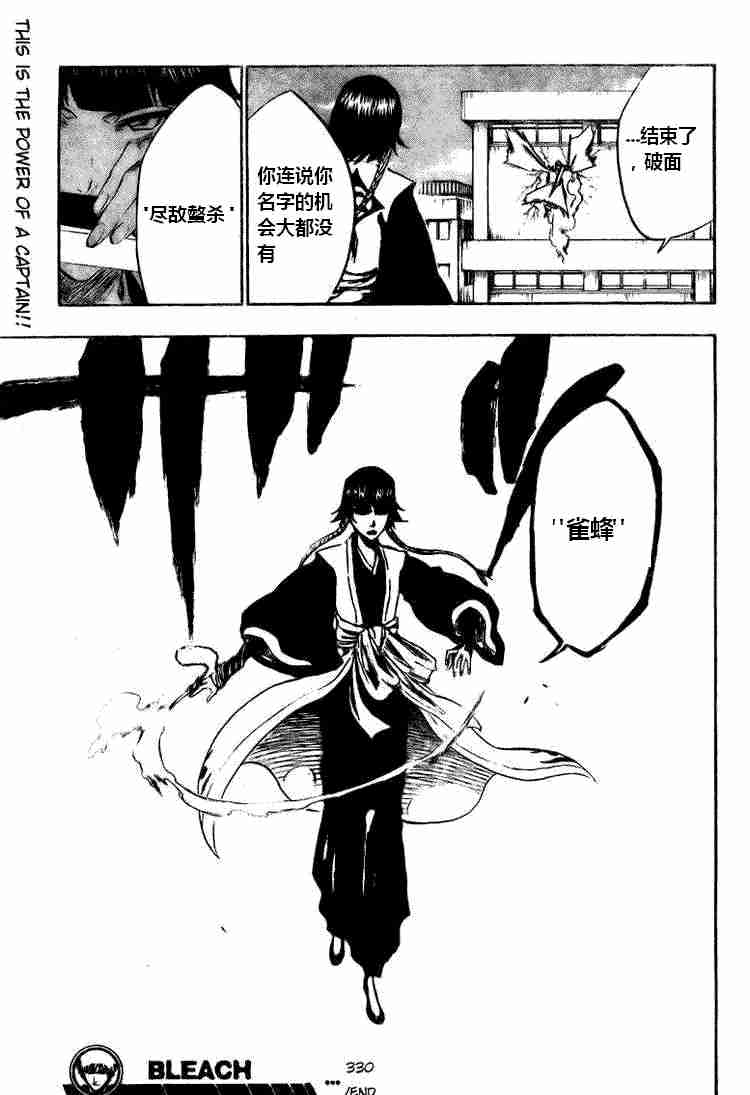 THIS IS THE POWER OF A CAPTAIN!!
...结束了
，破面
你连说你
名字的机
会大都没
有
"尽敌螫杀"
"雀蜂"
BLEACH
330
...
/END